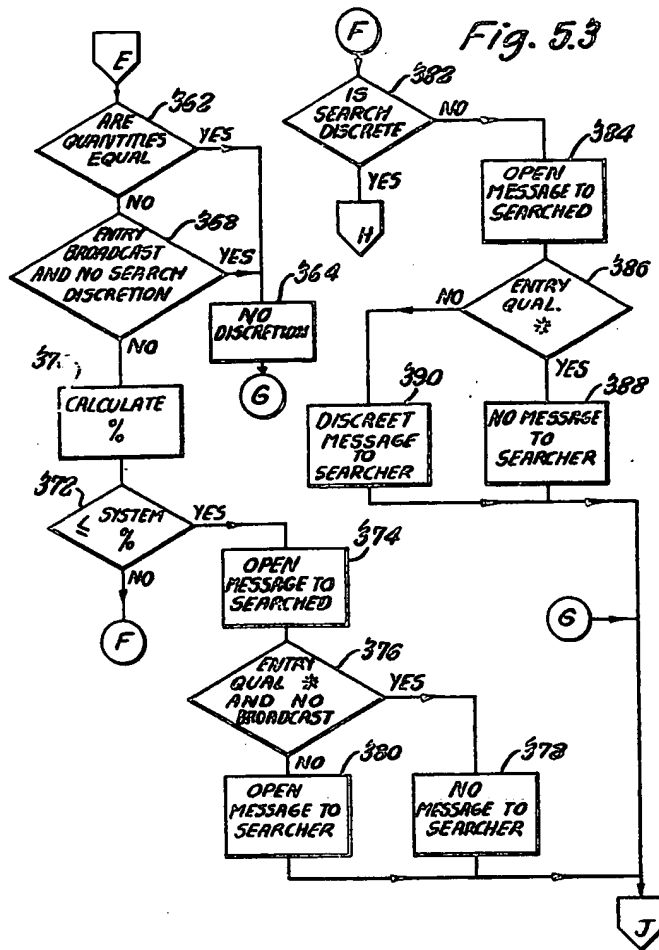 Fig. 5.3
E
362
ARE
QUANTITIES
EQUAL
YES
NO
368
ENTRY
BROADCAST
AND NO SEARCH
DISCRETION
YES
NO
364
NO
DISCRETION
G
CALCULATE
%
372
≤ SYSTEM
%
YES
NO
F
374
OPEN
MESSAGE TO
SEARCHED
376
ENTRY
QUAL *
AND NO
BROADCAST
YES
NO
380
OPEN
MESSAGE TO
SEARCHER
378
NO
MESSAGE TO
SEARCHER
F
382
IS
SEARCH
DISCRETE
NO
YES
H
384
OPEN
MESSAGE TO
SEARCHED
386
ENTRY
QUAL.
*
NO
YES
390
DISCREET
MESSAGE
TO
SEARCHER
388
NO MESSAGE
TO
SEARCHER
G
J